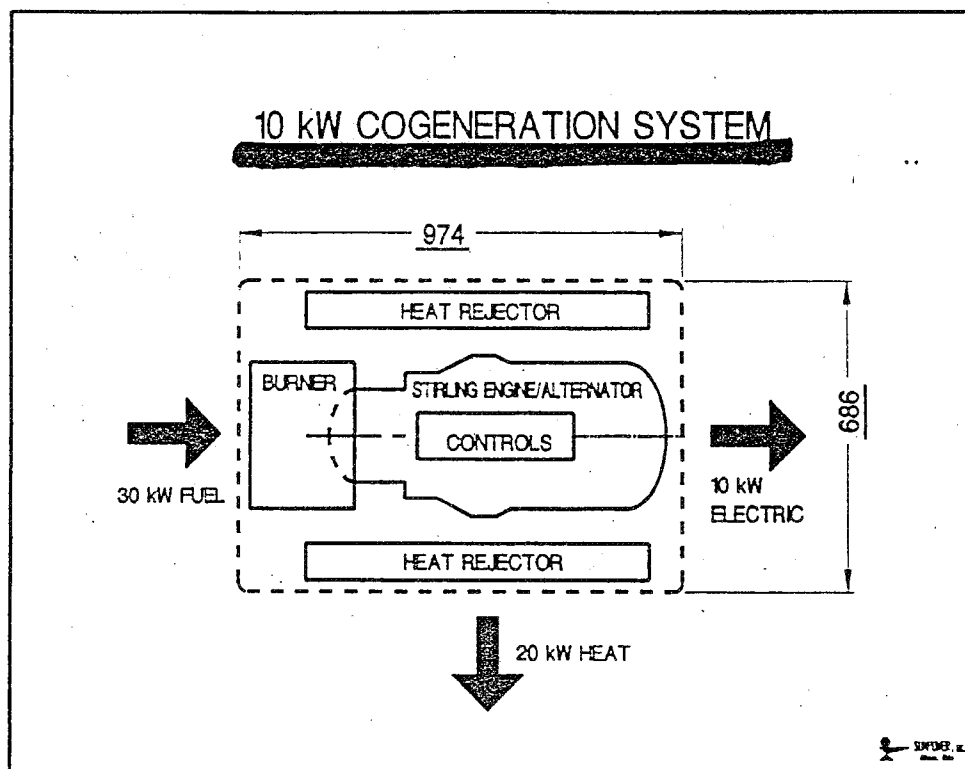 10 kW COGENERATION SYSTEM
974
HEAT REJECTOR
BURNER
STIRLING ENGINE/ALTERNATOR
CONTROLS
686
30 kW FUEL
10 kW
ELECTRIC
HEAT REJECTOR
20 kW HEAT